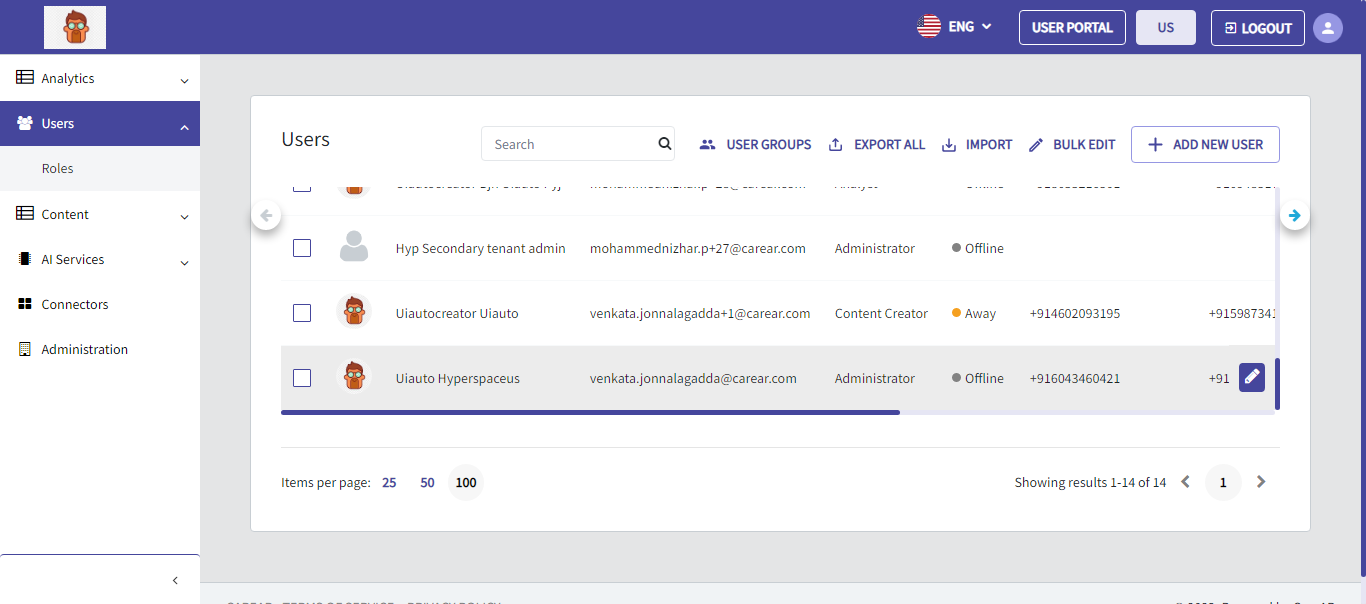 ENG
USER PORTAL
US
LOGOUT
Analytics
Users
Roles
Content
AI Services
Connectors
Administration
Users
Search
USER GROUPS
EXPORT ALL
IMPORT
BULK EDIT
ADD NEW USER
Hyp Secondary tenant admin mohammednizhar.p+27@carear.com Administrator Offline
Uiautocreator Uiauto venkata.jonnalagadda+1@carear.com Content Creator Away +914602093195 +91598734
Uiauto Hyperspaceus venkata.jonnalagadda@carear.com Administrator Offline +916043460421 +91
Items per page: 25 50 100
Showing results 1-14 of 14
1